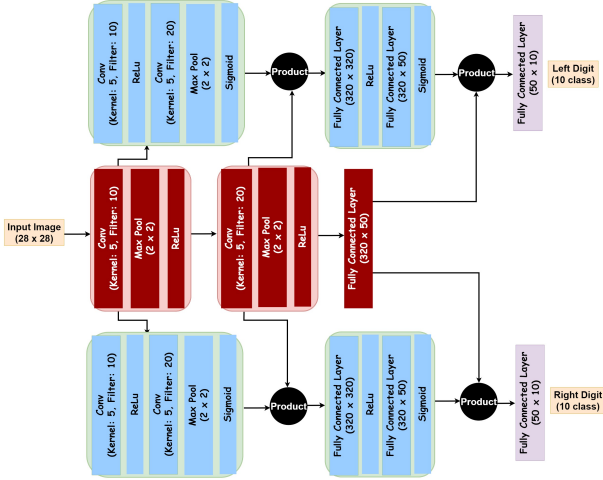 Conv
(Kernel: 5, Filter: 10)
ReLu
Conv
(Kernel: 5, Filter: 20)
Max Pool
(2 x 2)
Sigmoid
Product
Fully Connected Layer
(320 x 320)
ReLu
Fully Connected Layer
(320 x 50)
Sigmoid
Product
Fully Connected Layer
(50 x 10)
Left Digit
(10 class)
Input Image
(28 x 28)
Conv
(Kernel: 5, Filter: 10)
Max Pool
(2 x 2)
ReLu
Conv
(Kernel: 5, Filter: 20)
Max Pool
(2 x 2)
ReLu
Fully Connected Layer
(320 x 50)
Conv
(Kernel: 5, Filter: 10)
ReLu
Conv
(Kernel: 5, Filter: 20)
Max Pool
(2 x 2)
Sigmoid
Product
Fully Connected Layer
(320 x 320)
ReLu
Fully Connected Layer
(320 x 50)
Sigmoid
Product
Fully Connected Layer
(50 x 10)
Right Digit
(10 class)